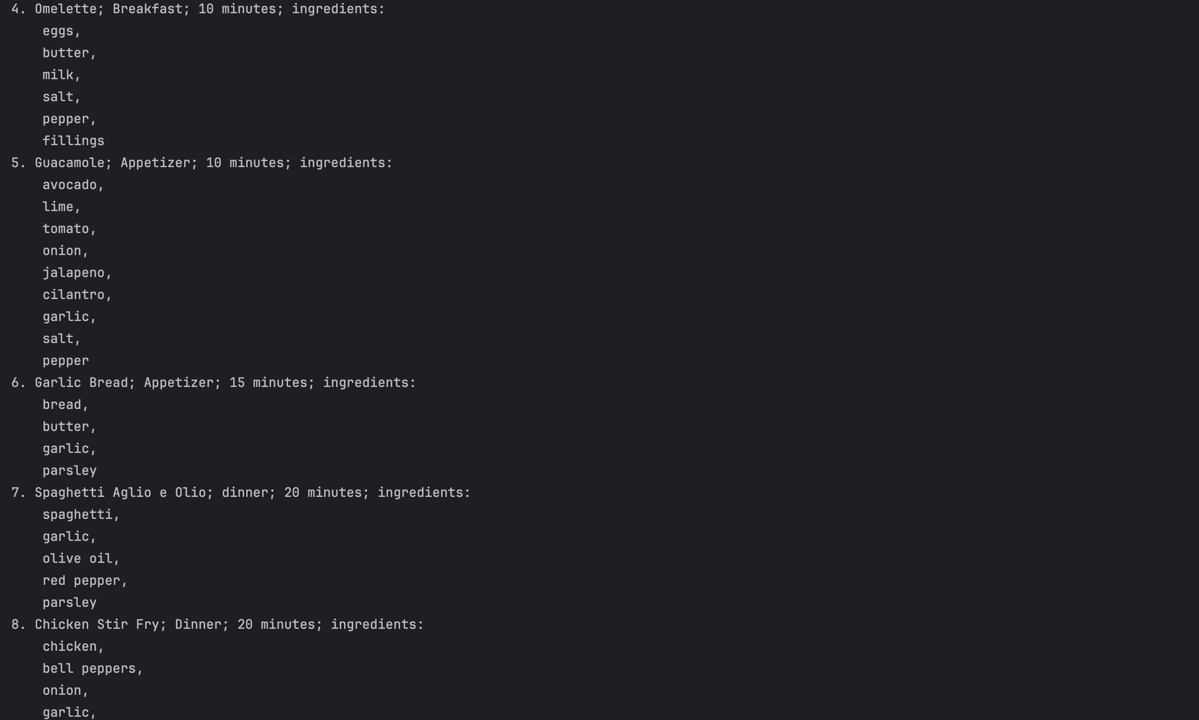 4. Omelette; Breakfast; 10 minutes; ingredients:
eggs,
butter,
milk,
salt,
pepper,
fillings
5. Guacamole; Appetizer; 10 minutes; ingredients:
avocado,
lime,
tomato,
onion,
jalapeno,
cilantro,
garlic,
salt,
pepper
6. Garlic Bread; Appetizer; 15 minutes; ingredients:
bread,
butter,
garlic,
parsley
7. Spaghetti Aglio e Olio; dinner; 20 minutes; ingredients:
spaghetti,
garlic,
olive oil,
red pepper,
parsley
8. Chicken Stir Fry; Dinner; 20 minutes; ingredients:
chicken,
bell peppers,
onion,
garlic,